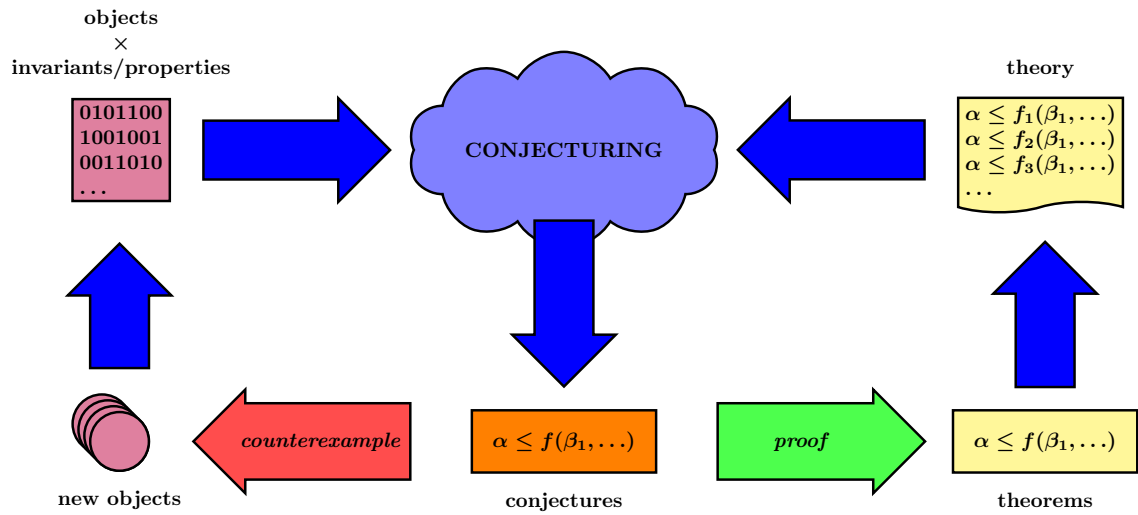 objects
×
invariants/properties
0101100
1001001
0011010
...
CONJECTURING
theory
α ≤ f₁(β₁, ...)
α ≤ f₂(β₁, ...)
α ≤ f₃(β₁, ...)
...
counterexample
α ≤ f(β₁, ...)
proof
α ≤ f(β₁, ...)
new objects
conjectures
theorems